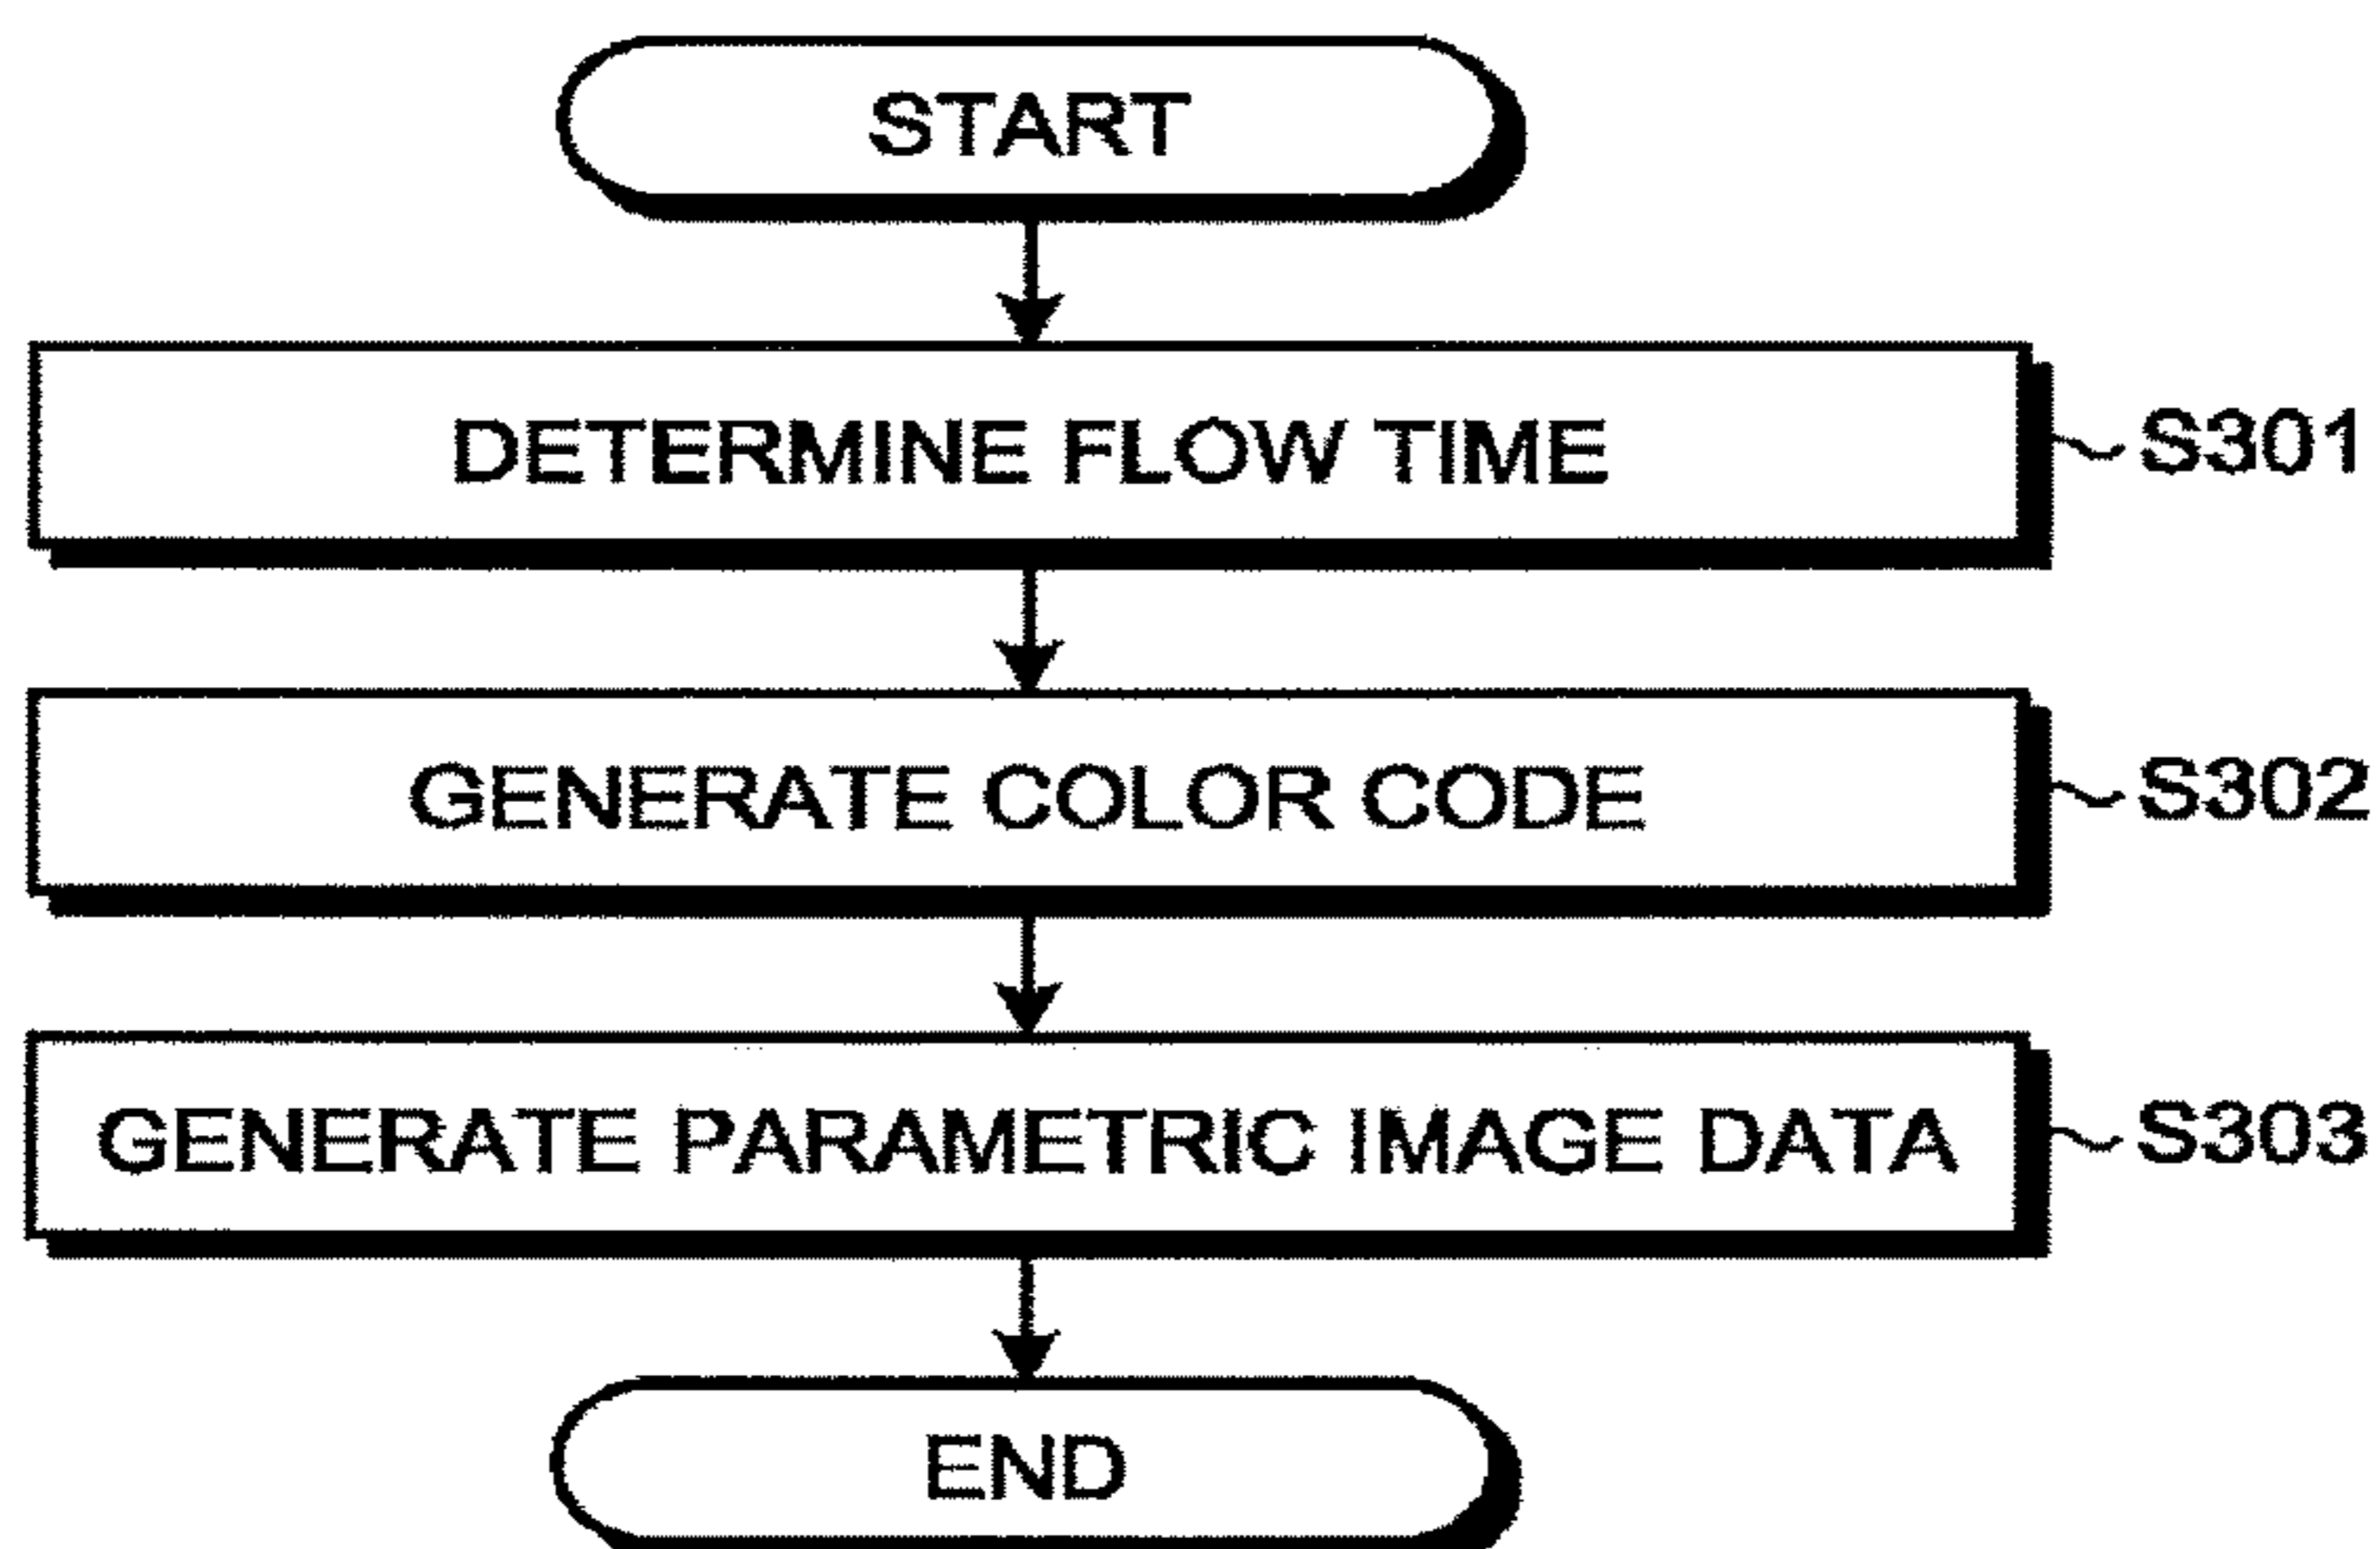 START
DETERMINE FLOW TIME
S301
GENERATE COLOR CODE
S302
GENERATE PARAMETRIC IMAGE DATA
S303
END